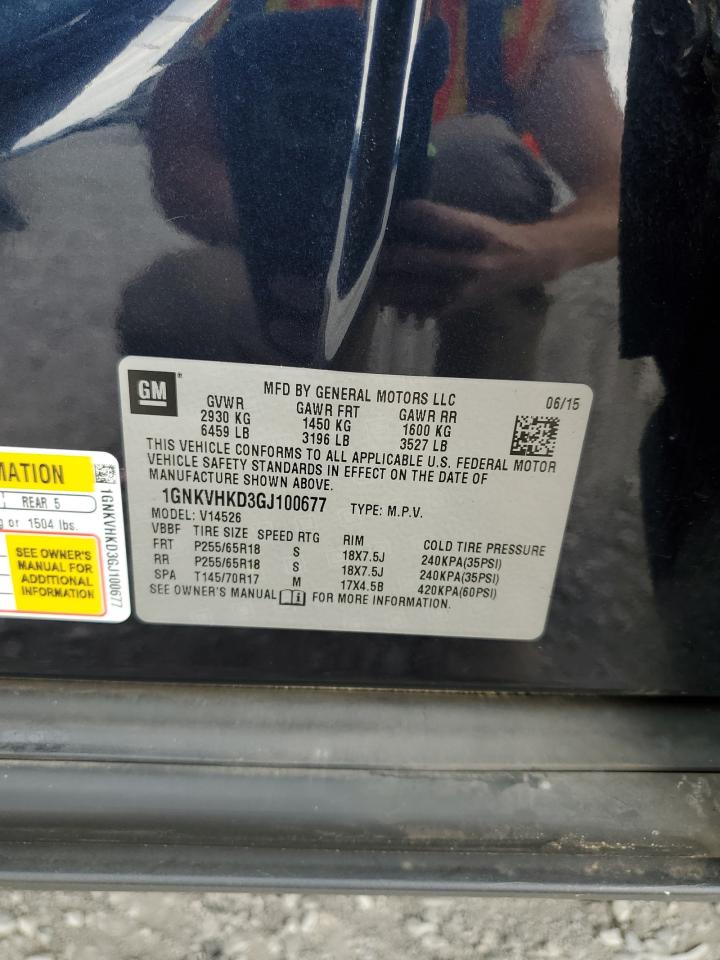 GM
MFD BY GENERAL MOTORS LLC
06/15
GVWR GAWR FRT GAWR RR
2930 KG 1450 KG 1600 KG
6459 LB 3196 LB 3527 LB
THIS VEHICLE CONFORMS TO ALL APPLICABLE U.S. FEDERAL MOTOR
VEHICLE SAFETY STANDARDS IN EFFECT ON THE DATE OF
MANUFACTURE SHOWN ABOVE.
1GNKVHKD3GJ100677 TYPE: M.P.V.
MODEL: V14526
VBBF TIRE SIZE SPEED RTG RIM COLD TIRE PRESSURE
FRT P255/65R18 S 18X7.5J 240KPA(35PSI)
RR P255/65R18 S 18X7.5J 240KPA(35PSI)
SPA T145/70R17 M 17X4.5B 420KPA(60PSI)
SEE OWNER'S MANUAL i FOR MORE INFORMATION.
MATION
REAR 5
or 1504 lbs.
SEE OWNER'S
MANUAL FOR
ADDITIONAL
INFORMATION
1GNKVHKD3GJ100677